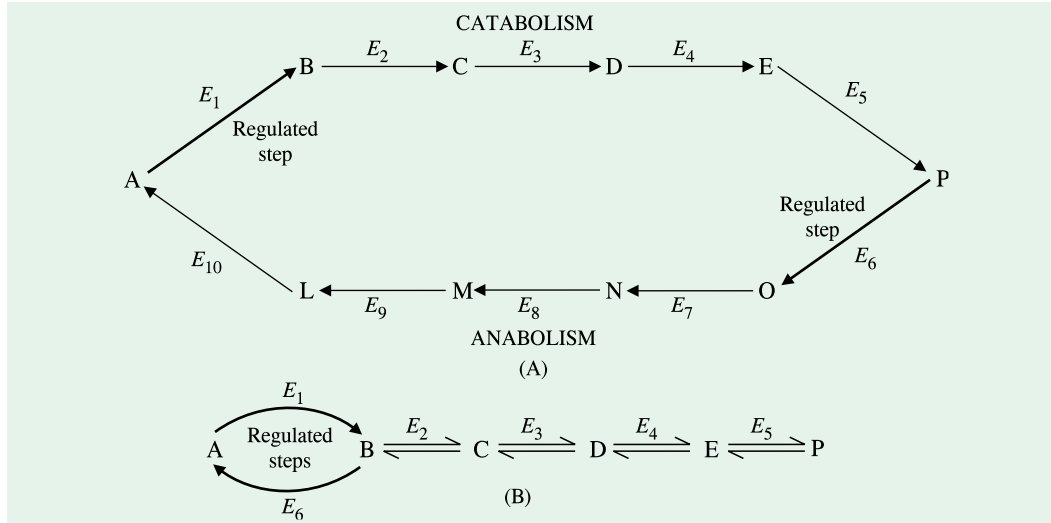 CATABOLISM
B E2 C E3 D E4 E
E1
E5
Regulated
step
A
P
Regulated
step
E6
E10
L E9 M E8 N E7 O
ANABOLISM
(A)
E1
A Regulated
steps B E2 C E3 D E4 E E5 P
E6
(B)